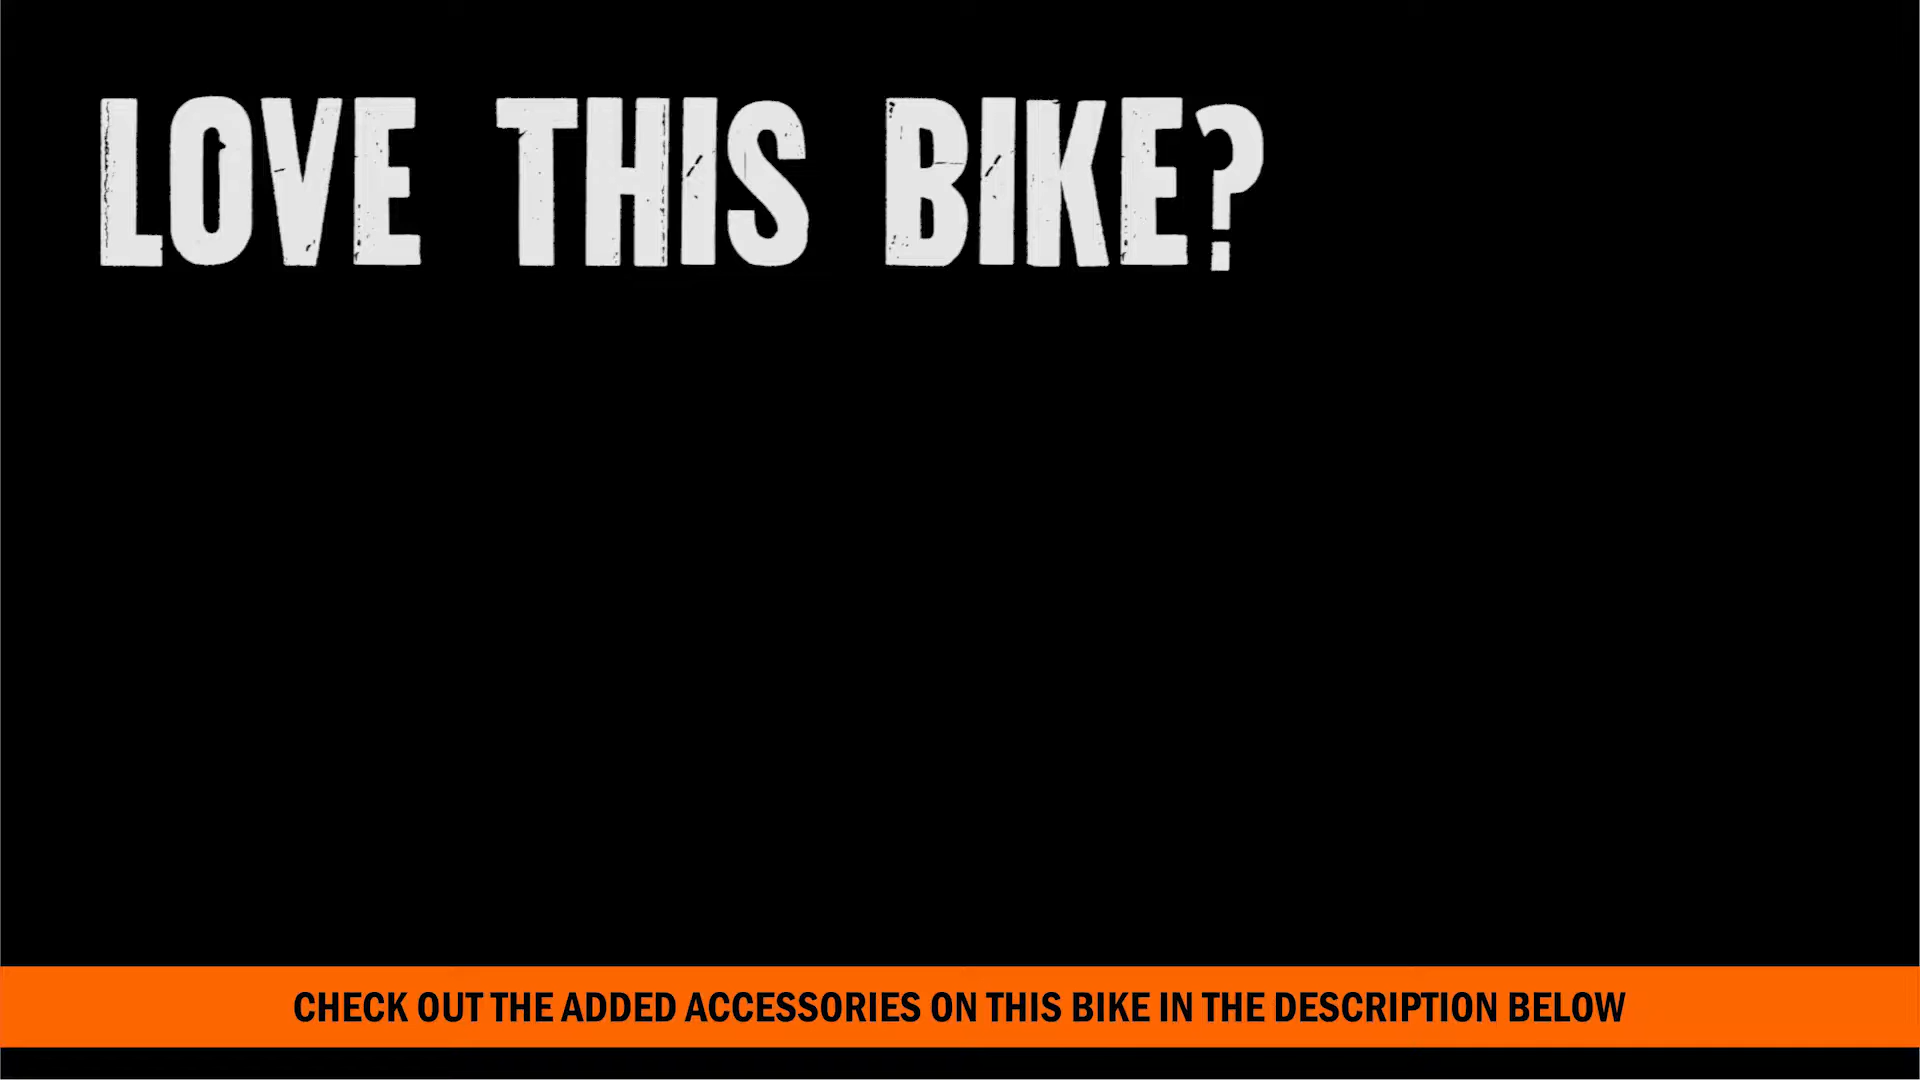 LOVE THIS BIKE?
CHECK OUT THE ADDED ACCESSORIES ON THIS BIKE IN THE DESCRIPTION BELOW